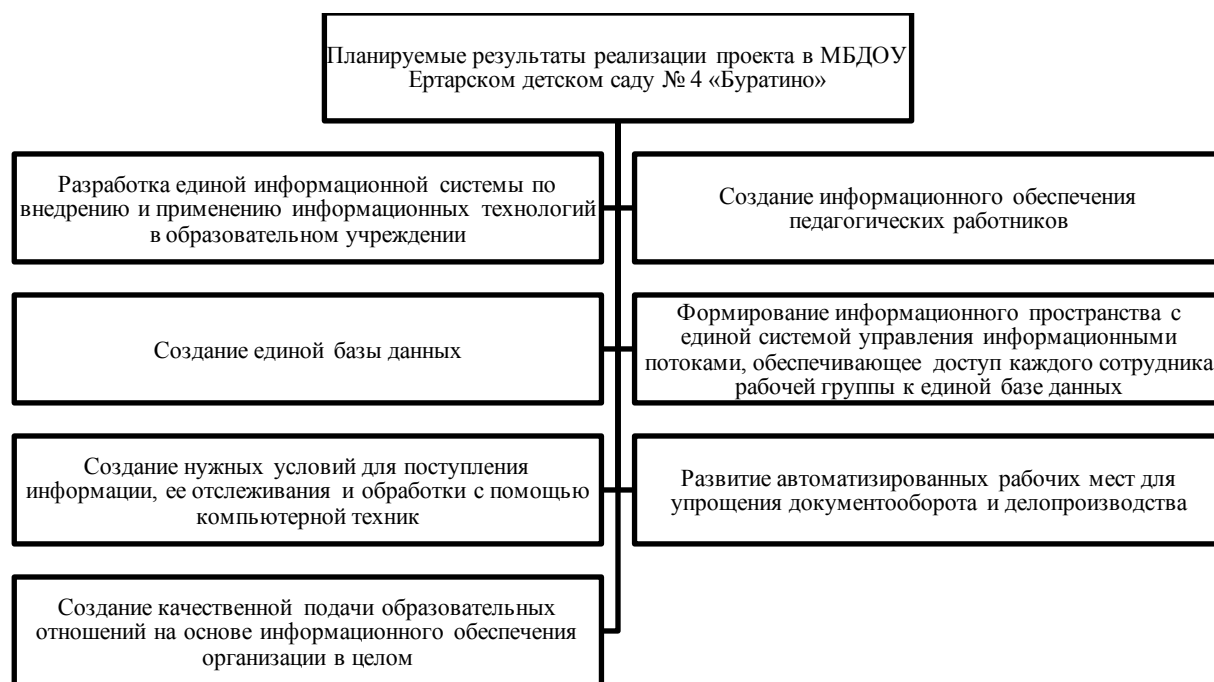 Планируемые результаты реализации проекта в МБДОУ
Ертарском детском саду № 4 «Буратино»
Разработка единой информационной системы по
внедрению и применению информационных технологий
в образовательном учреждении
Создание информационного обеспечения
педагогических работников
Создание единой базы данных
Формирование информационного пространства с
единой системой управления информационными
потоками, обеспечивающее доступ каждого сотрудника
рабочей группы к единой базе данных
Создание нужных условий для поступления
информации, ее отслеживания и обработки с помощью
компьютерной техник
Развитие автоматизированных рабочих мест для
упрощения документооборота и делопроизводства
Создание качественной подачи образовательных
отношений на основе информационного обеспечения
организации в целом